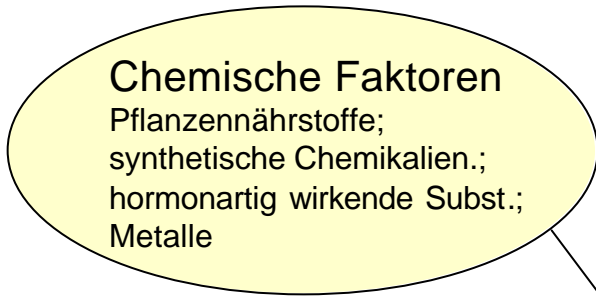 Chemische Faktoren
Pflanzennährstoffe;
synthetische Chemikalien.;
hormonartig wirkende Subst.;
Metalle